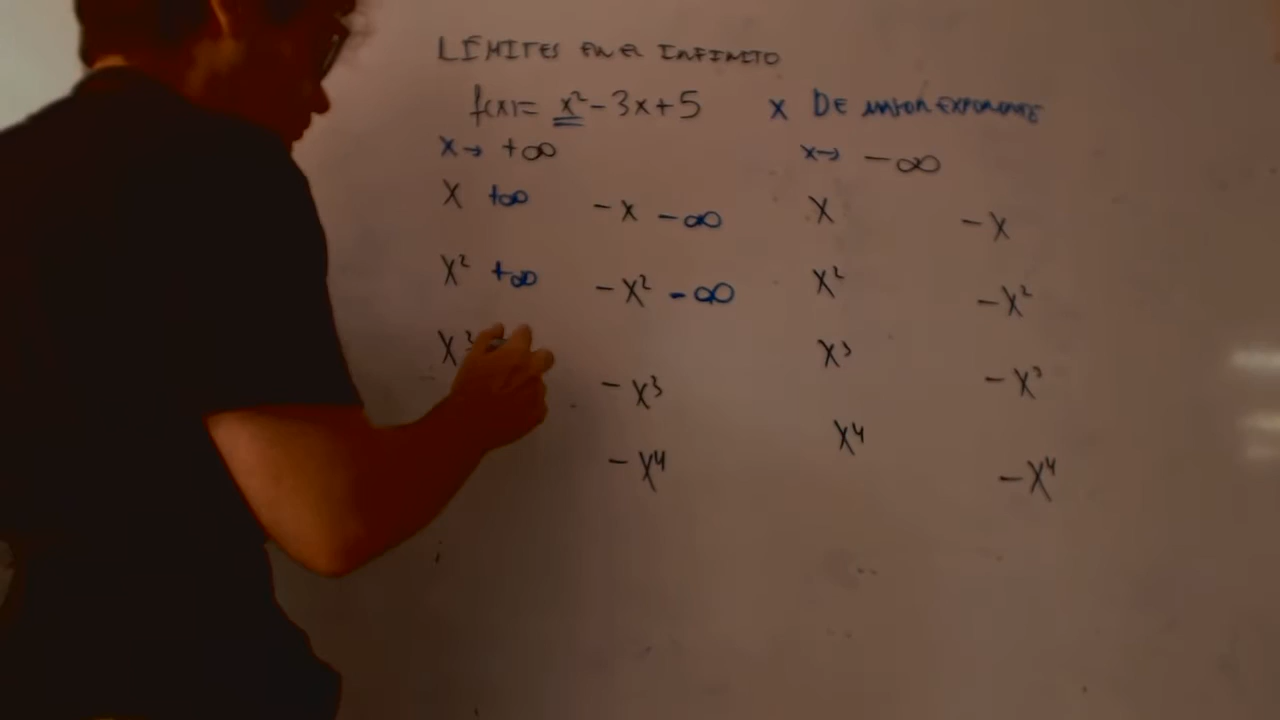 LÍMITES EN EL INFINITO
f(x)= x² - 3x + 5 x DE MAYOR EXPONENTE
x→ +∞ x→ -∞
x +∞ -x -∞ x -x
x² +∞ -x² -∞ x² -x²
x³ -x³ x³ -x³
-x⁴ x⁴ -x⁴